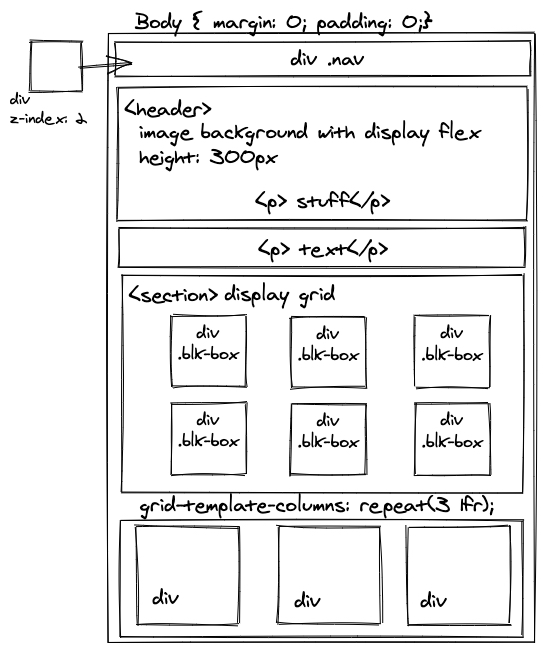 Body { margin: 0; padding: 0;}
div .nav
div
z-index: 2
<header>
image background with display flex
height: 300px
<p> stuff</p>
<p> text</p>
<section> display grid
div div div
.blk-box .blk-box .blk-box
div div div
.blk-box .blk-box .blk-box
grid-template-columns: repeat(3 1fr);
div div div